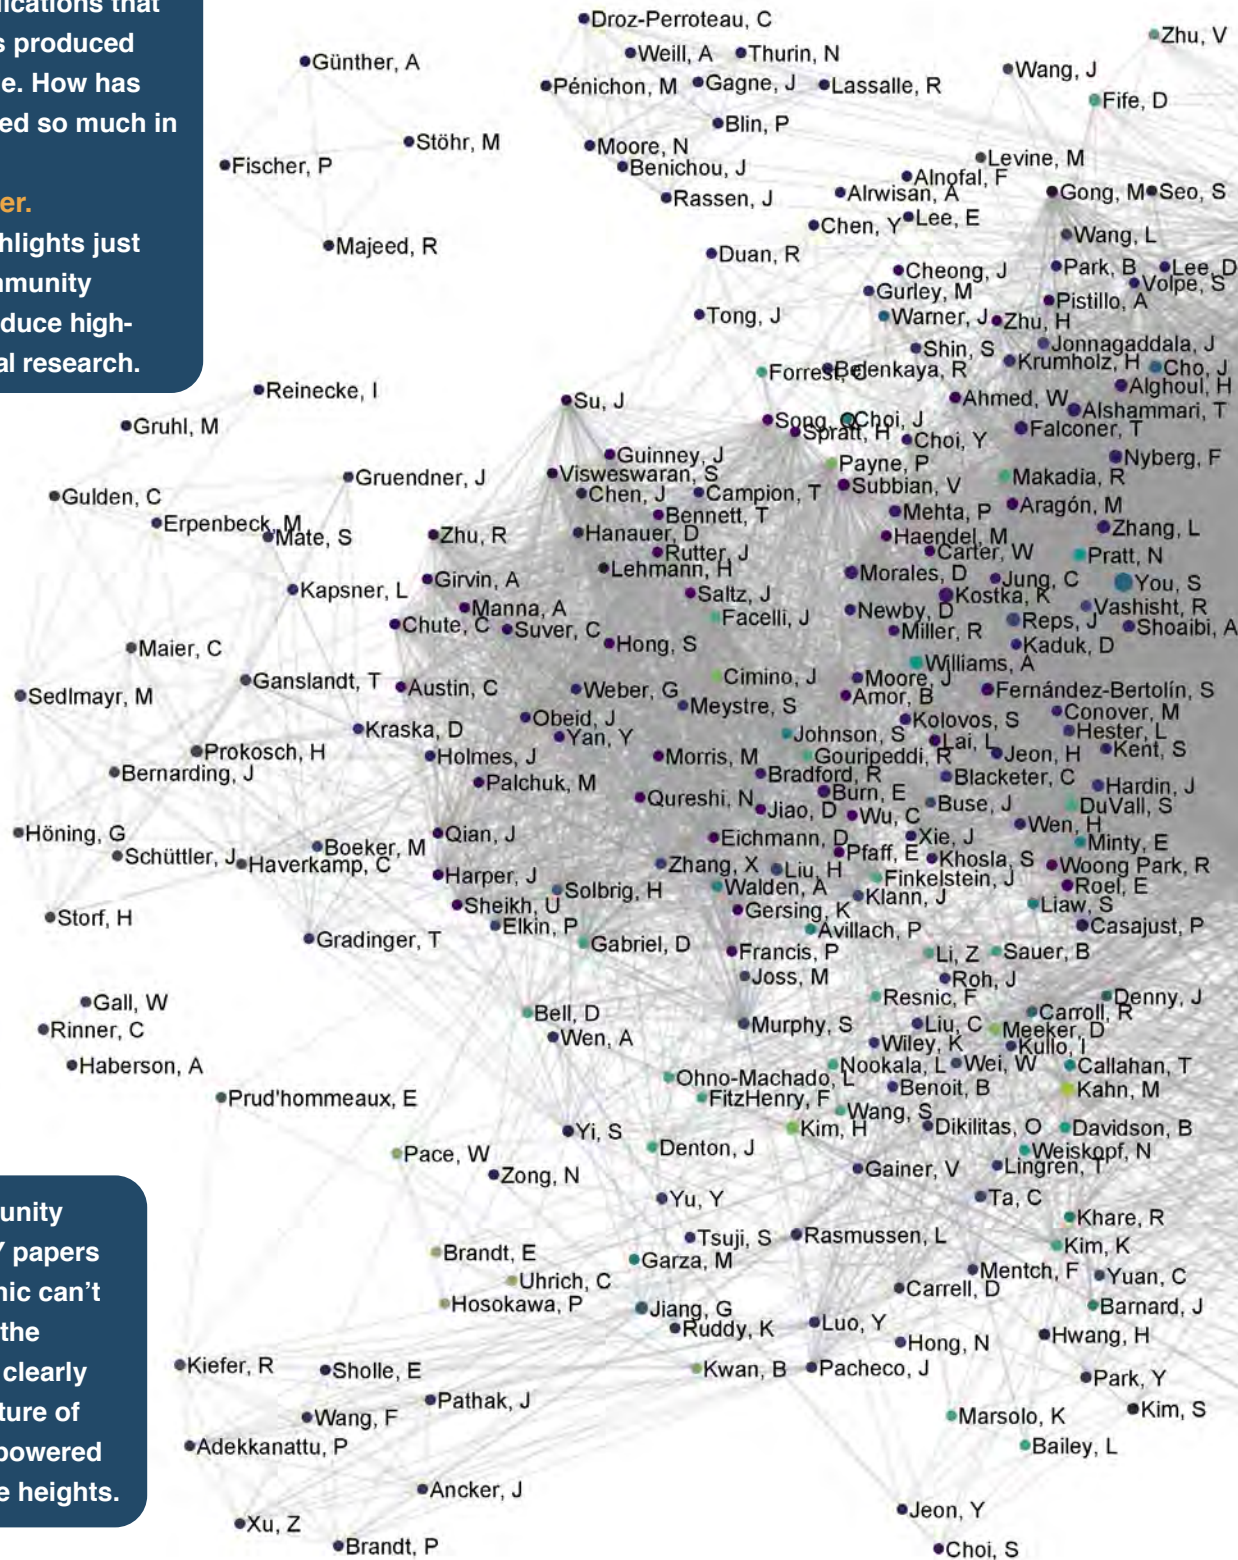 lications that
s produced
e. How has
ed so much in
er.
hlights just
mmunity
duce high-
al research.
Droz-Perroteau, C
Zhu, V
Günther, A
Weill, A
Thurin, N
Wang, J
Pénichon, M
Gagne, J
Lassalle, R
Fife, D
Blin, P
Stöhr, M
Moore, N
Levine, M
Fischer, P
Benichou, J
Alnofal, F
Rassen, J
Alrwisan, A
Gong, M
Seo, S
Chen, Y
Lee, E
Majeed, R
Wang, L
Duan, R
Cheong, J
Park, B
Lee, D
Gurley, M
Volpe, S
Pistillo, A
Tong, J
Warner, J
Zhu, H
Shin, S
Jonnagaddala, J
Forrest, C
Belenkaya, R
Krumholz, H
Cho, J
Reinecke, I
Su, J
Ahmed, W
Alghoul, H
Alshammari, T
Gruhl, M
Song,
Choi, J
Spratt, H
Choi, Y
Falconer, T
Guinney, J
Payne, P
Nyberg, F
Gruendner, J
Visweswaran, S
Subbian, V
Makadia, R
Gulden, C
Chen, J
Campion, T
Aragón, M
Erpenbeck, M
Bennett, T
Mehta, P
Zhang, L
Mate, S
Zhu, R
Hanauer, D
Haendel, M
Rutter, J
Carter, W
Pratt, N
Lehmann, H
Morales, D
Jung, C
You, S
Kapsner, L
Girvin, A
Saltz, J
Kostka, K
Manna, A
Facelli, J
Newby, D
Vashisht, R
Chute, C
Suver, C
Miller, R
Reps, J
Shoaibi, A
Maier, C
Hong, S
Kaduk, D
Williams, A
Ganslandt, T
Austin, C
Weber, G
Cimino, J
Moore, J
Fernández-Bertolín, S
Sedlmayr, M
Meystre, S
Amor, B
Obeid, J
Kolovos, S
Conover, M
Kraska, D
Yan, Y
Johnson, S
Lai, L
Hester, L
Prokosch, H
Holmes, J
Morris, M
Gouripeddi, R
Jeon, H
Kent, S
Bernarding, J
Palchuk, M
Bradford, R
Blacketer, C
Hardin, J
Qureshi, N
Burn, E
Jiao, D
Wu, C
Buse, J
DuVall, S
Höning, G
Qian, J
Eichmann, D
Xie, J
Wen, H
Boeker, M
Pfaff, E
Minty, E
Schüttler, J
Haverkamp, C
Zhang, X
Liu, H
Khosla, S
Woong Park, R
Harper, J
Solbrig, H
Walden, A
Finkelstein, J
Roel, E
Sheikh, U
Klann, J
Liaw, S
Storf, H
Elkin, P
Gersing, K
Avillach, P
Casajust, P
Gradinger, T
Gabriel, D
Francis, P
Li, Z
Sauer, B
Joss, M
Roh, J
Gall, W
Resnic, F
Denny, J
Bell, D
Carroll, R
Rinner, C
Murphy, S
Liu, C
Meeker, D
Wen, A
Wiley, K
Kullo, I
Haberson, A
Nookala, L
Wei, W
Callahan, T
Ohno-Machado, L
Benoit, B
Kahn, M
Prud'hommeaux, E
FitzHenry, F
Wang, S
Yi, S
Kim, H
Dikilitas, O
Davidson, B
Pace, W
Denton, J
Weiskopf, N
Zong, N
Gainer, V
Lingren, T
Yu, Y
Ta, C
Khare, R
Tsuji, S
Rasmussen, L
Kim, K
Brandt, E
Garza, M
Mentch, F
Yuan, C
Uhrich, C
Carrell, D
Hosokawa, P
Jiang, G
Barnard, J
Ruddy, K
Luo, Y
Hong, N
Hwang, H
Kiefer, R
Sholle, E
Kwan, B
Pacheco, J
Park, Y
Pathak, J
Wang, F
Marsolo, K
Kim, S
Adekkanattu, P
Bailey, L
Ancker, J
Jeon, Y
Xu, Z
Brandt, P
Choi, S
unity
Y papers
nic can't
the
clearly
ture of
powered
e heights.